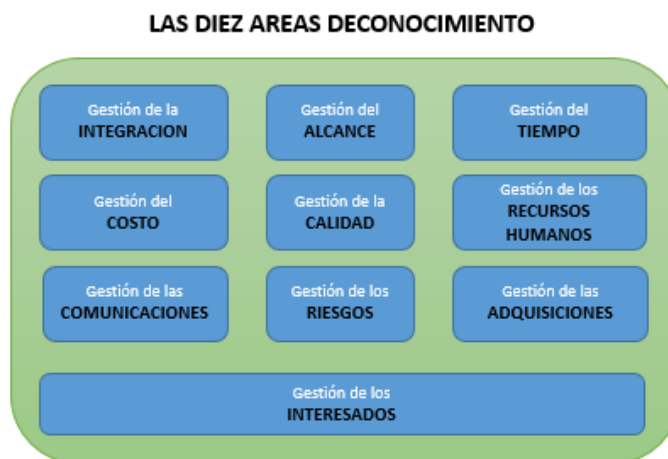 LAS DIEZ AREAS DECONOCIMIENTO
Gestión de la
INTEGRACION
Gestión del
ALCANCE
Gestión del
TIEMPO
Gestión del
COSTO
Gestión de la
CALIDAD
Gestión de los
RECURSOS
HUMANOS
Gestión de las
COMUNICACIONES
Gestión de los
RIESGOS
Gestión de las
ADQUISICIONES
Gestión de los
INTERESADOS